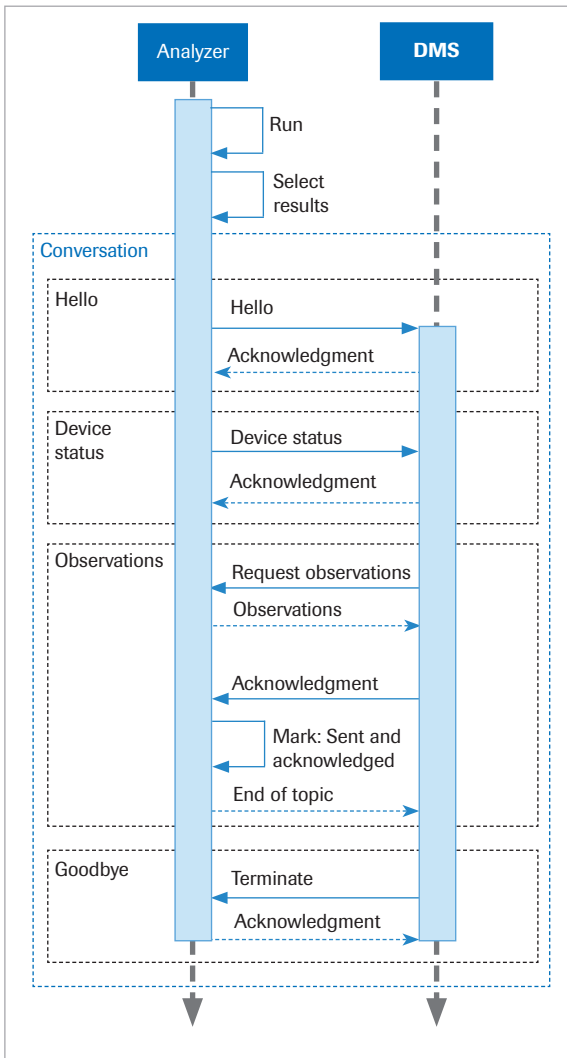 Analyzer
DMS
Run
Select
results
Conversation
Hello
Hello
Acknowledgment
Device
status
Device status
Acknowledgment
Observations
Request observations
Observations
Acknowledgment
Mark: Sent and
acknowledged
End of topic
Goodbye
Terminate
Acknowledgment